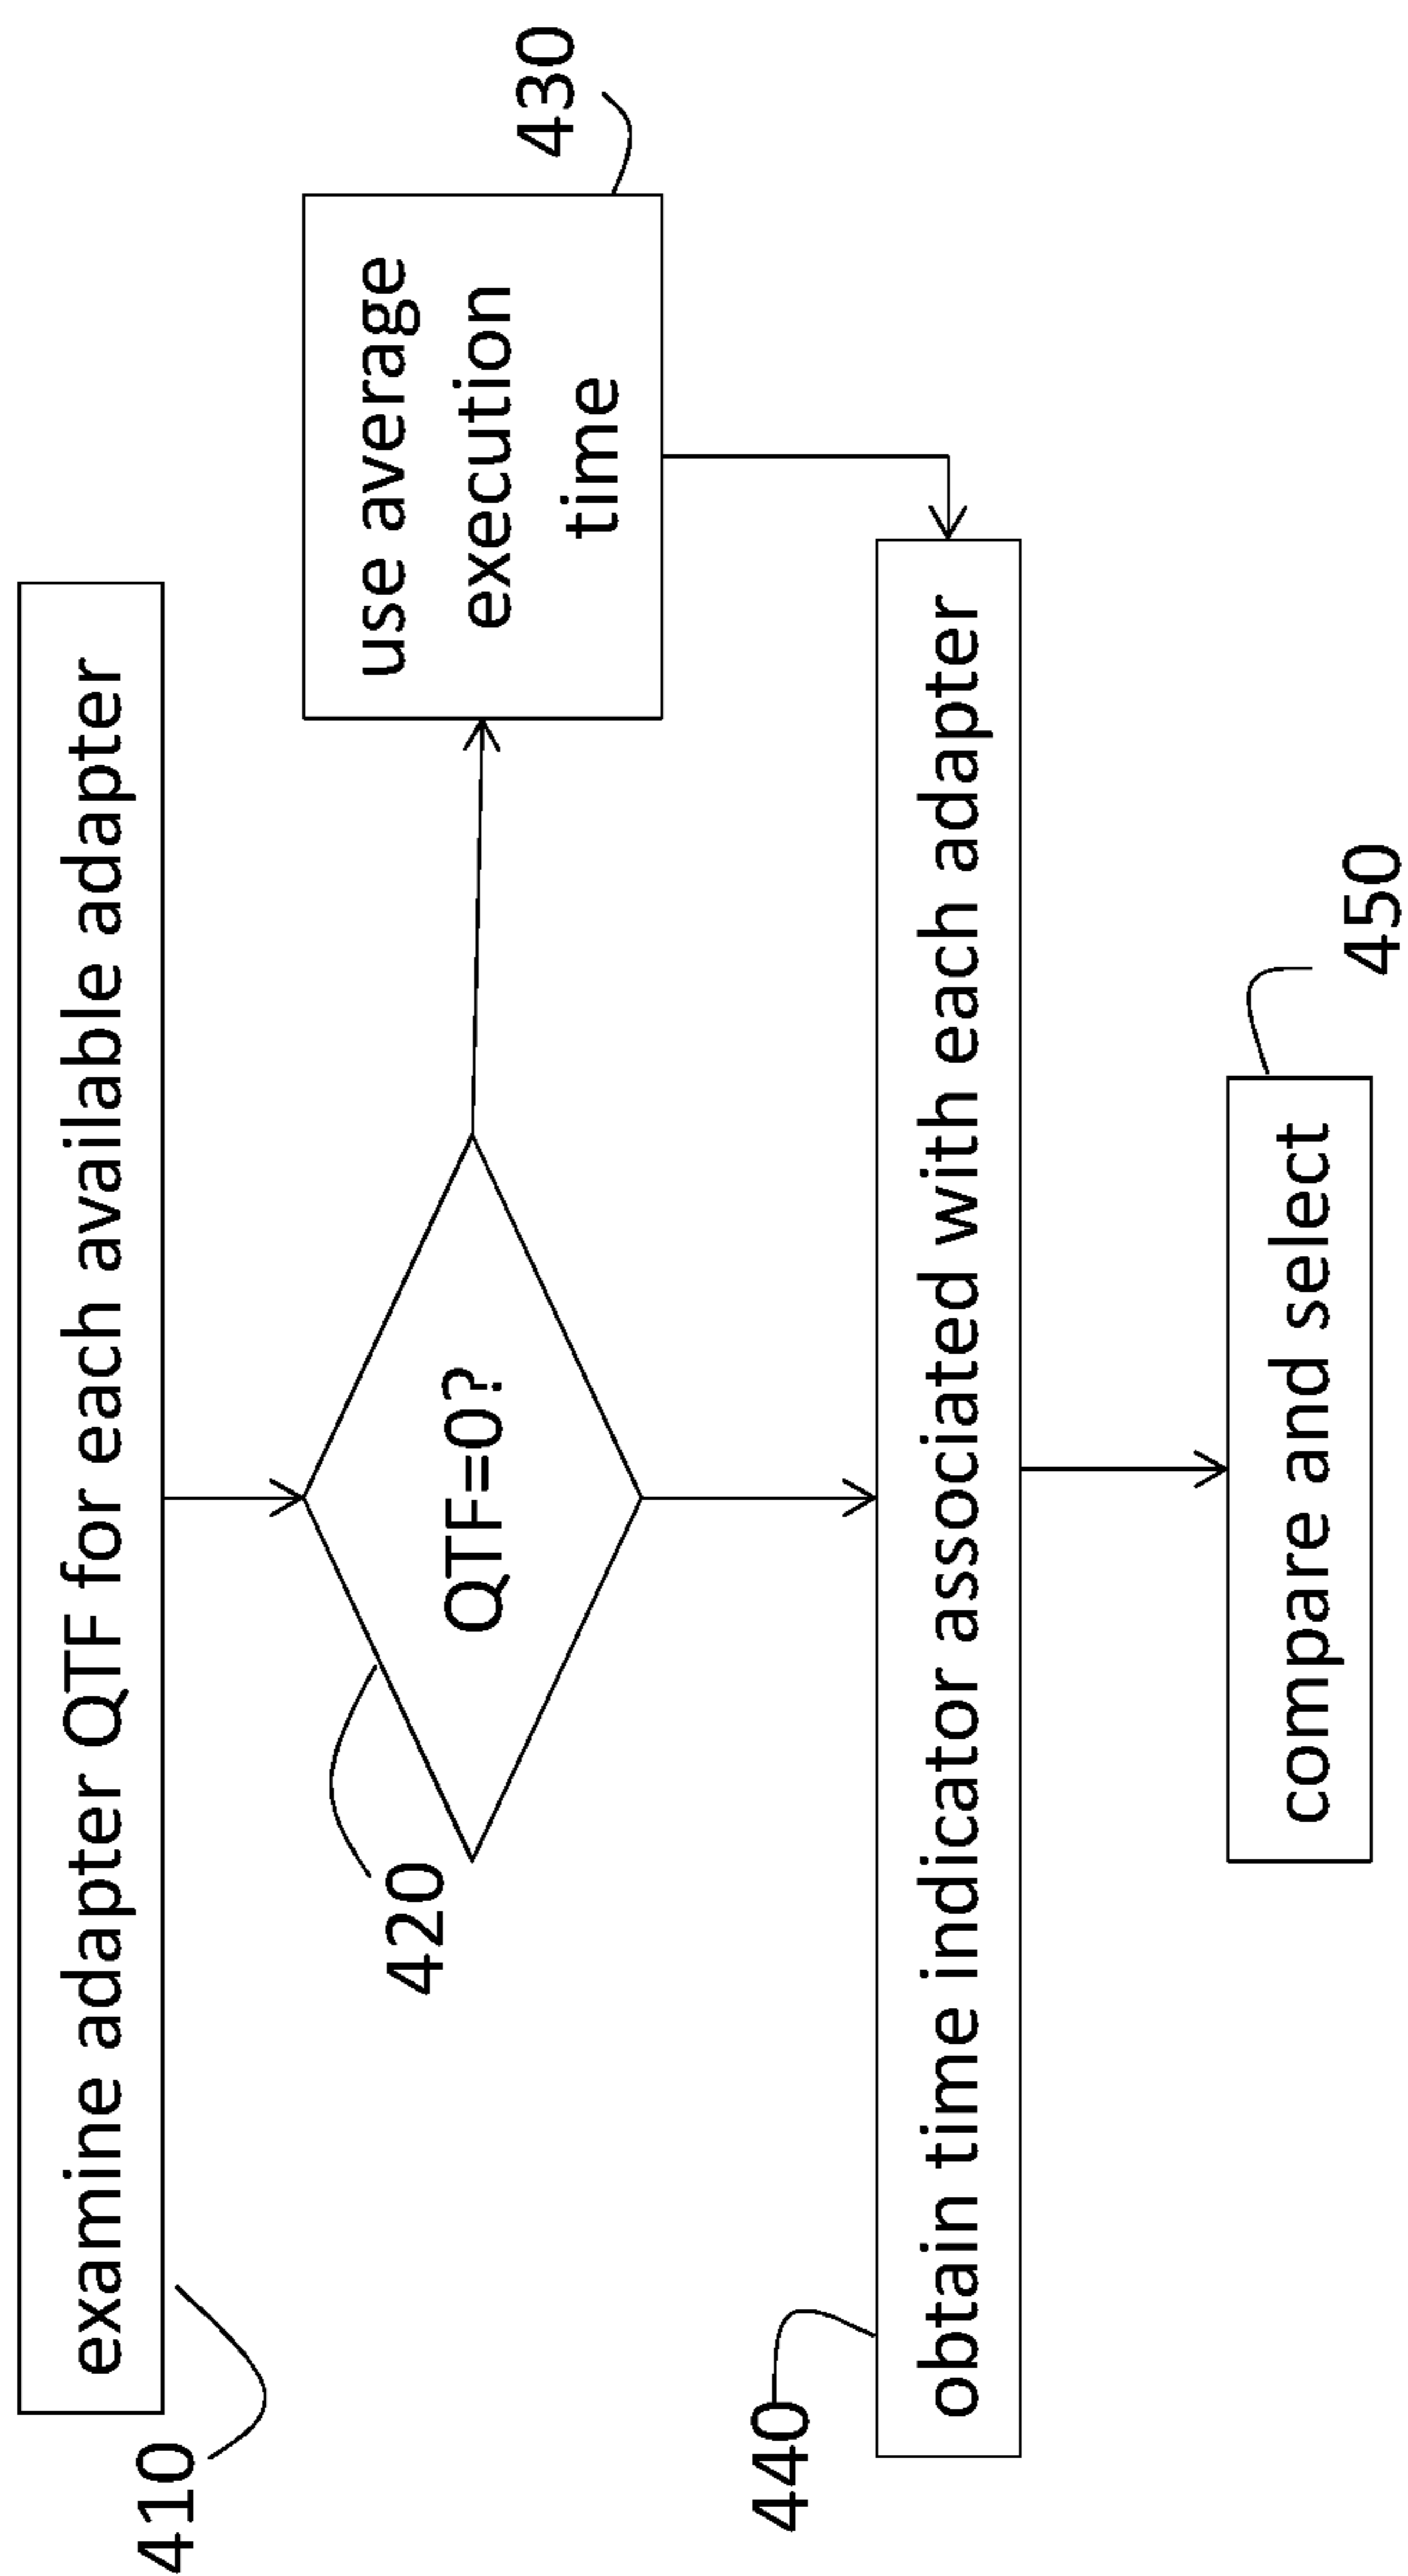 410
examine adapter QTF for each available adapter
420
QTF=0?
use average
execution
time
430
440
obtain time indicator associated with each adapter
compare and select
450